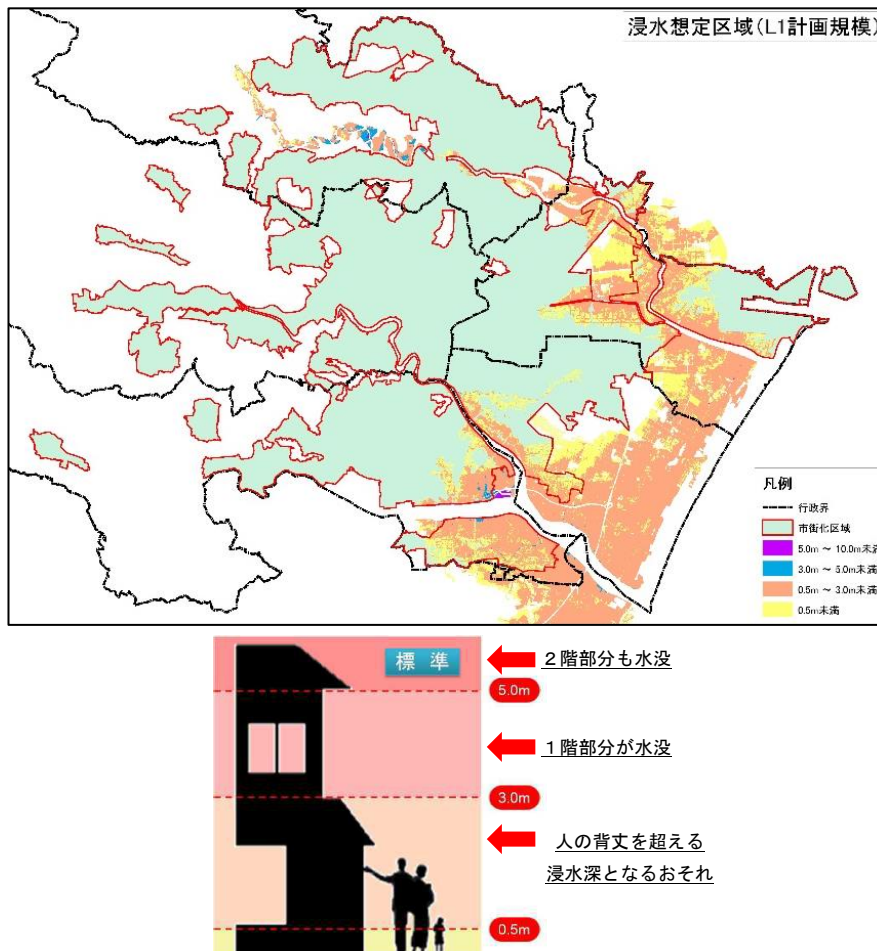 浸水想定区域(L1計画規模)
凡例
行政界
市街化区域
5.0m ～ 10.0m未満
3.0m ～ 5.0m未満
0.5m ～ 3.0m未満
0.5m未満
標準
２階部分も水没
5.0m
１階部分が水没
3.0m
人の背丈を超える
浸水深となるおそれ
0.5m